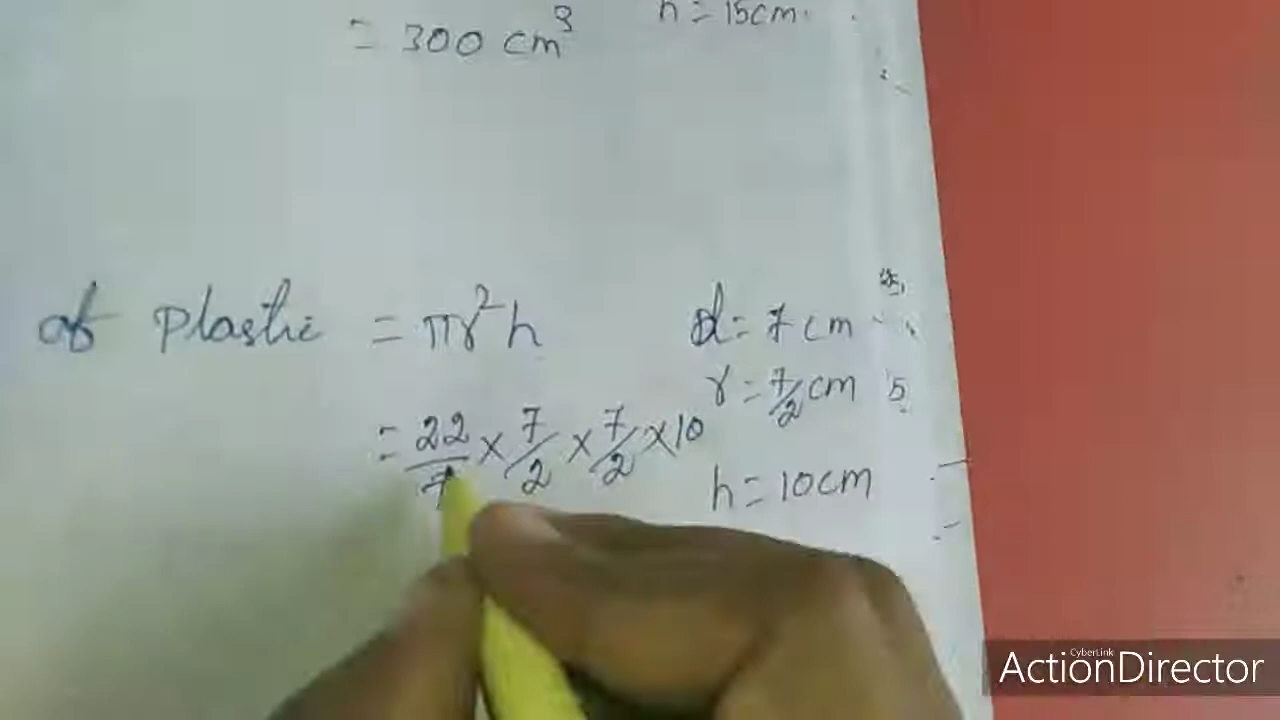 = 300 cm³
h = 15cm.
of Plastic = πr²h
d = 7 cm
r = 7/2 cm
= 22/7 × 7/2 × 7/2 × 10
h = 10cm
CyberLink
ActionDirector